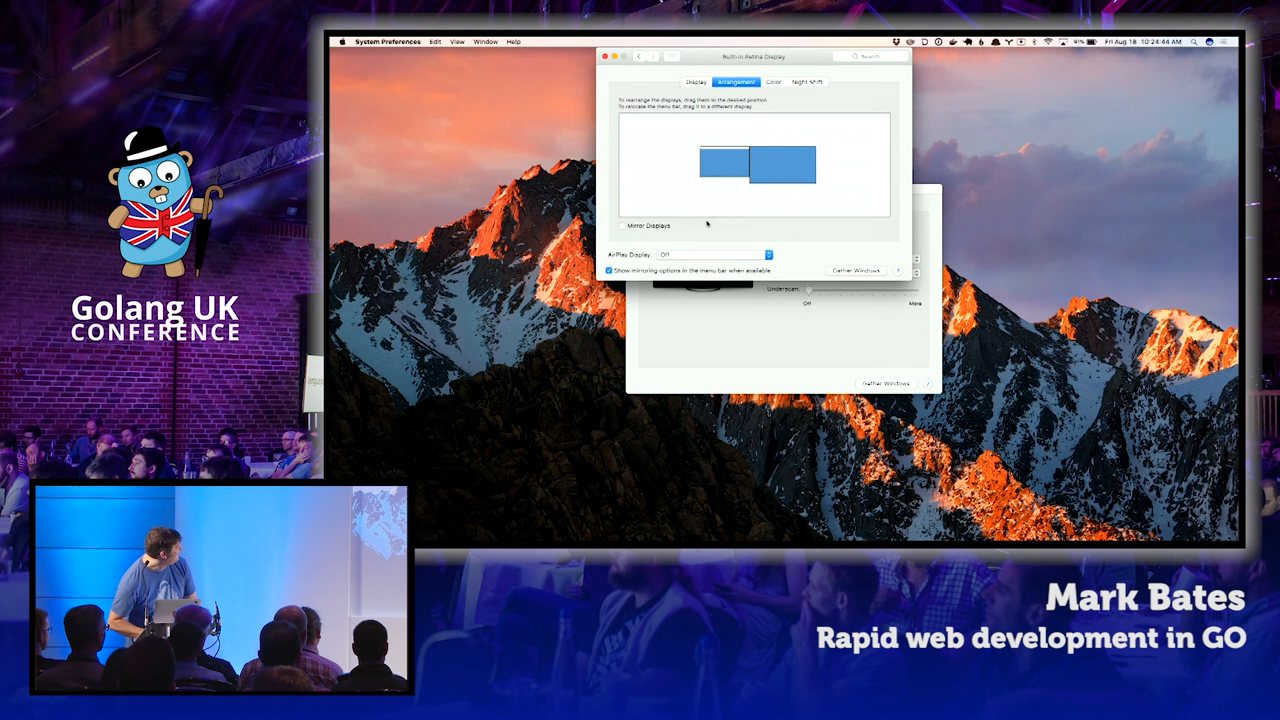 System Preferences Edit View Window Help
91% Fri Aug 18 10:24:44 AM
Built-in Retina Display
Search
Display Arrangement Color Night Shift
To rearrange the displays, drag them to the desired position.
To relocate the menu bar, drag it to a different display.
Mirror Displays
AirPlay Display: Off
Show mirroring options in the menu bar when available
Gather Windows ?
Underscan:
Off More
Gather Windows ?
Golang UK
CONFERENCE
Mark Bates
Rapid web development in GO